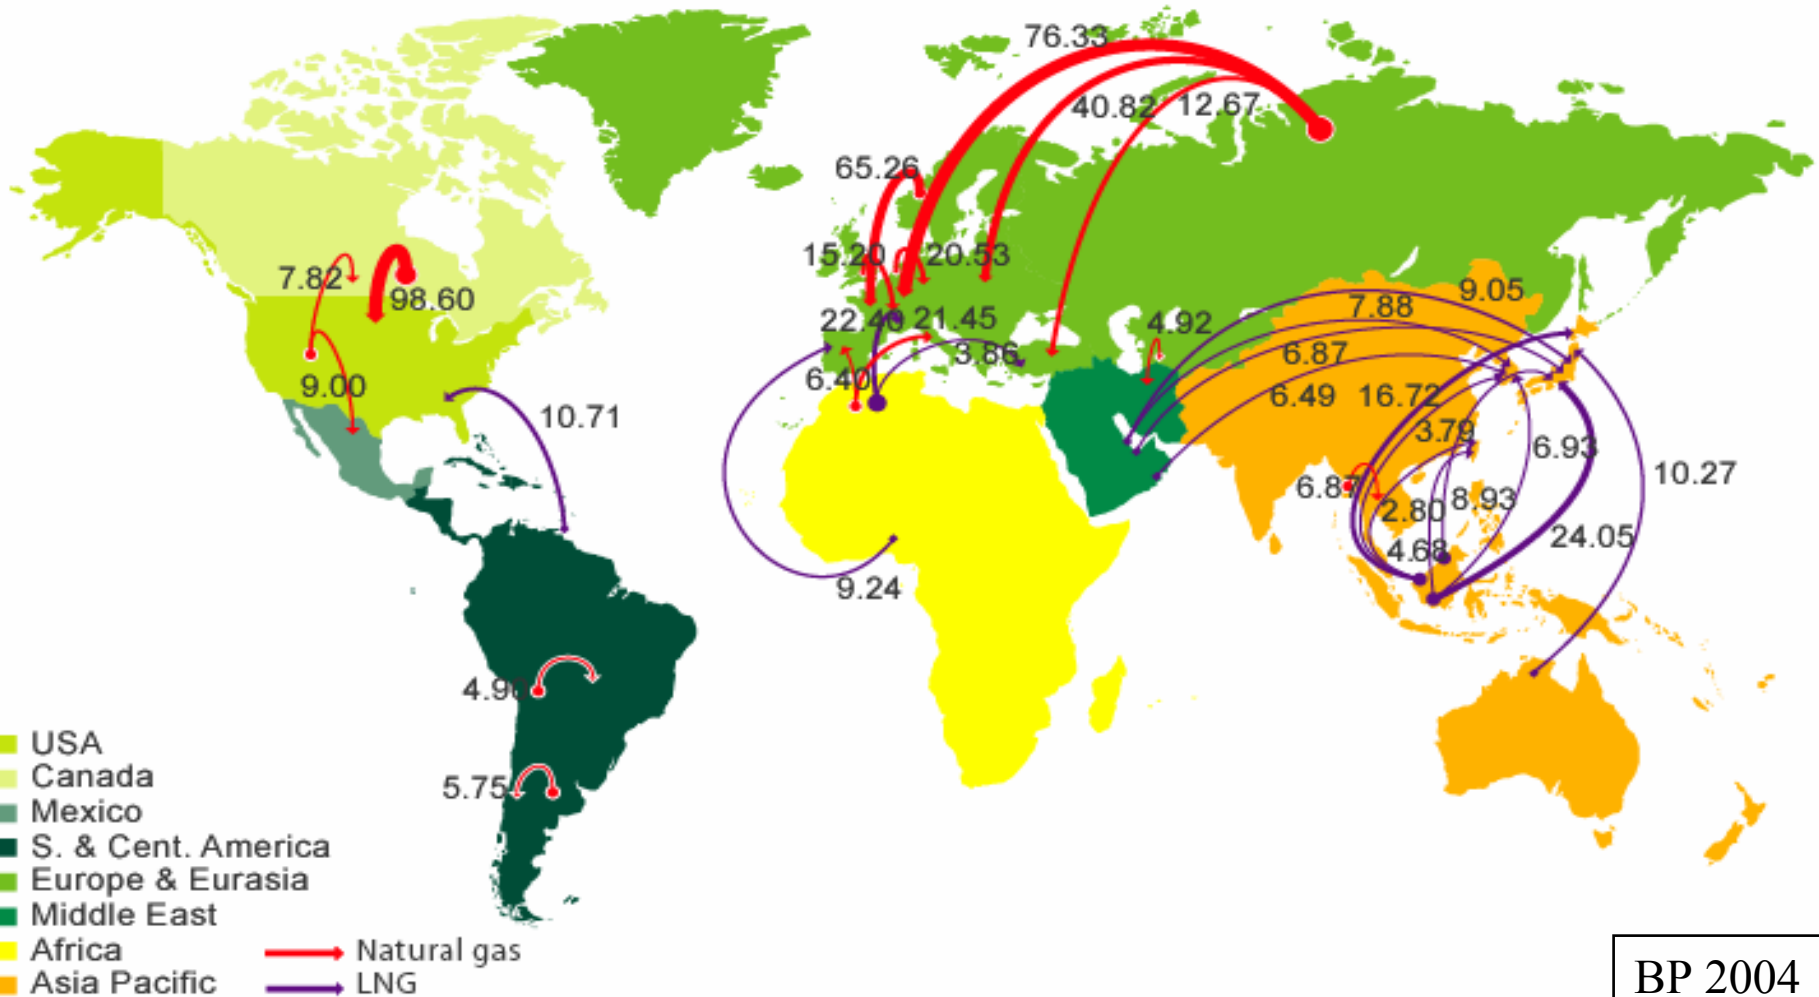 76.33
40.82
12.67
65.26
15.20
20.53
7.82
98.60
9.05
7.88
22.40
21.45
4.92
3.86
6.87
9.00
6.40
6.49
16.72
10.71
3.79
6.93
10.27
6.87
2.80
8.93
24.05
4.68
9.24
4.90
5.75
USA
Canada
Mexico
S. & Cent. America
Europe & Eurasia
Middle East
Africa
Natural gas
Asia Pacific
LNG
BP 2004